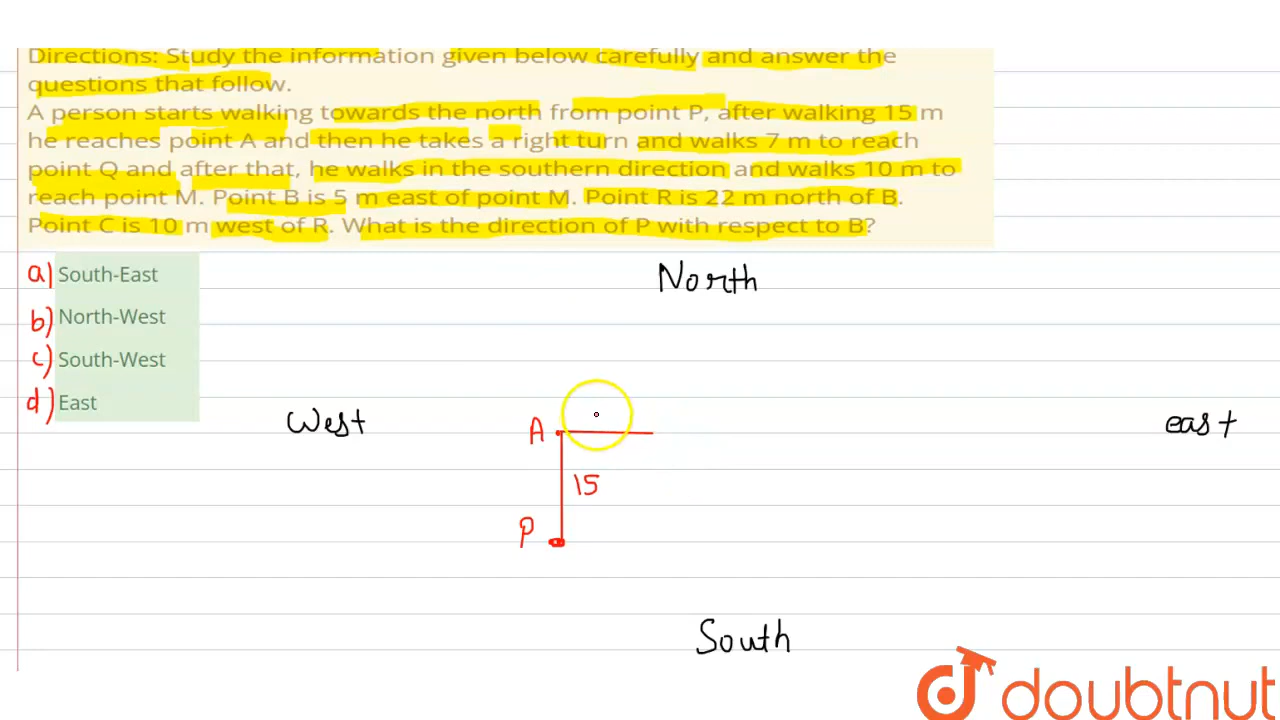 Directions: Study the information given below carefully and answer the
questions that follow.
A person starts walking towards the north from point P, after walking 15 m
he reaches point A and then he takes a right turn and walks 7 m to reach
point Q and after that, he walks in the southern direction and walks 10 m to
reach point M. Point B is 5 m east of point M. Point R is 22 m north of B.
Point C is 10 m west of R. What is the direction of P with respect to B?
a) South-East
b) North-West
c) South-West
d) East
North
West
east
A
15
P
South
doubtnut